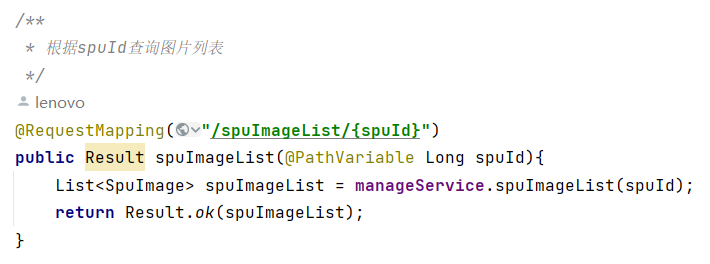 /**
 * 根据spuId查询图片列表
 */
lenovo
@RequestMapping("/spuImageList/{spuId}")
public Result spuImageList(@PathVariable Long spuId){
    List<SpuImage> spuImageList = manageService.spuImageList(spuId);
    return Result.ok(spuImageList);
}